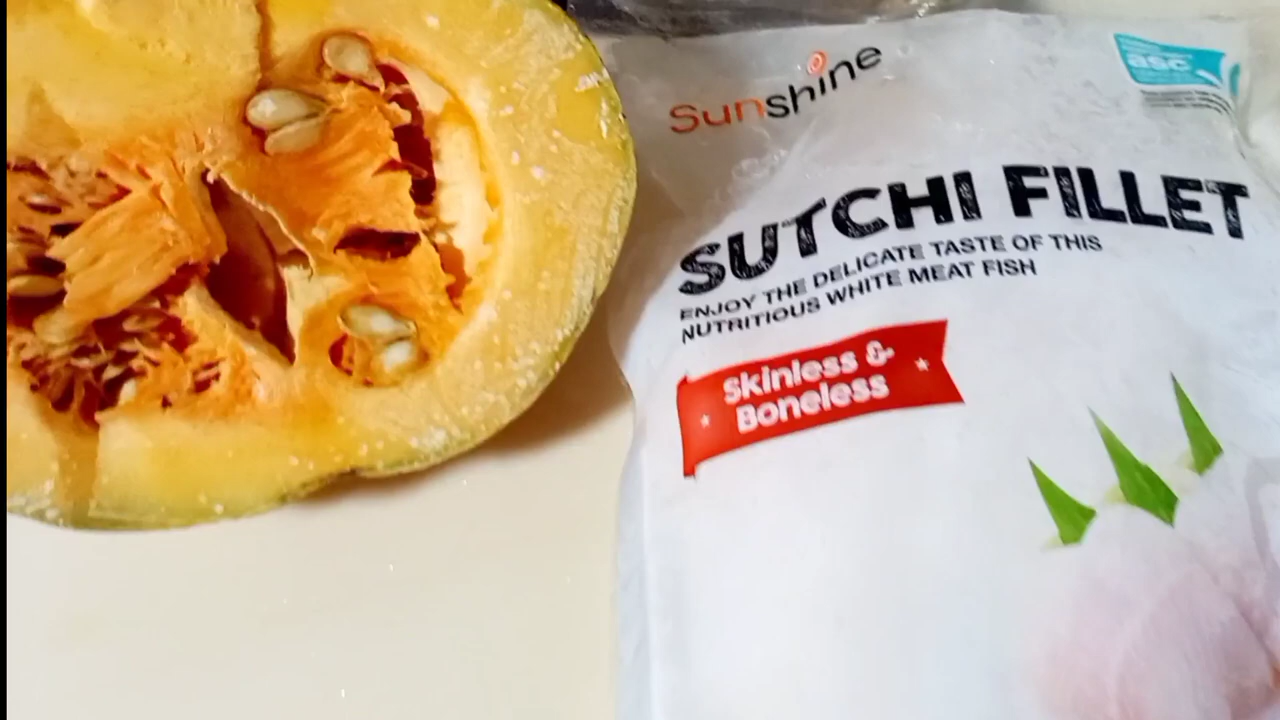 Sunshine
asc
SUTCHI FILLET
ENJOY THE DELICATE TASTE OF THIS
NUTRITIOUS WHITE MEAT FISH
Skinless &
Boneless